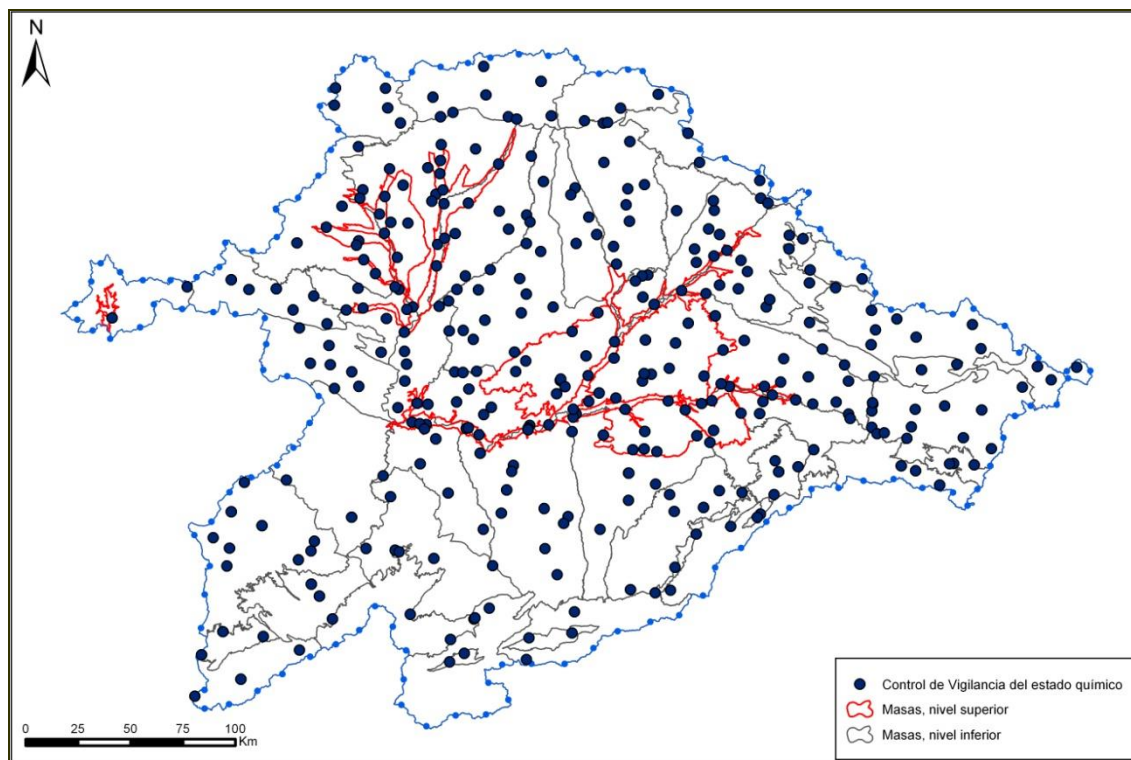 N
Control de Vigilancia del estado químico
Masas, nivel superior
Masas, nivel inferior
0 25 50 75 100
Km